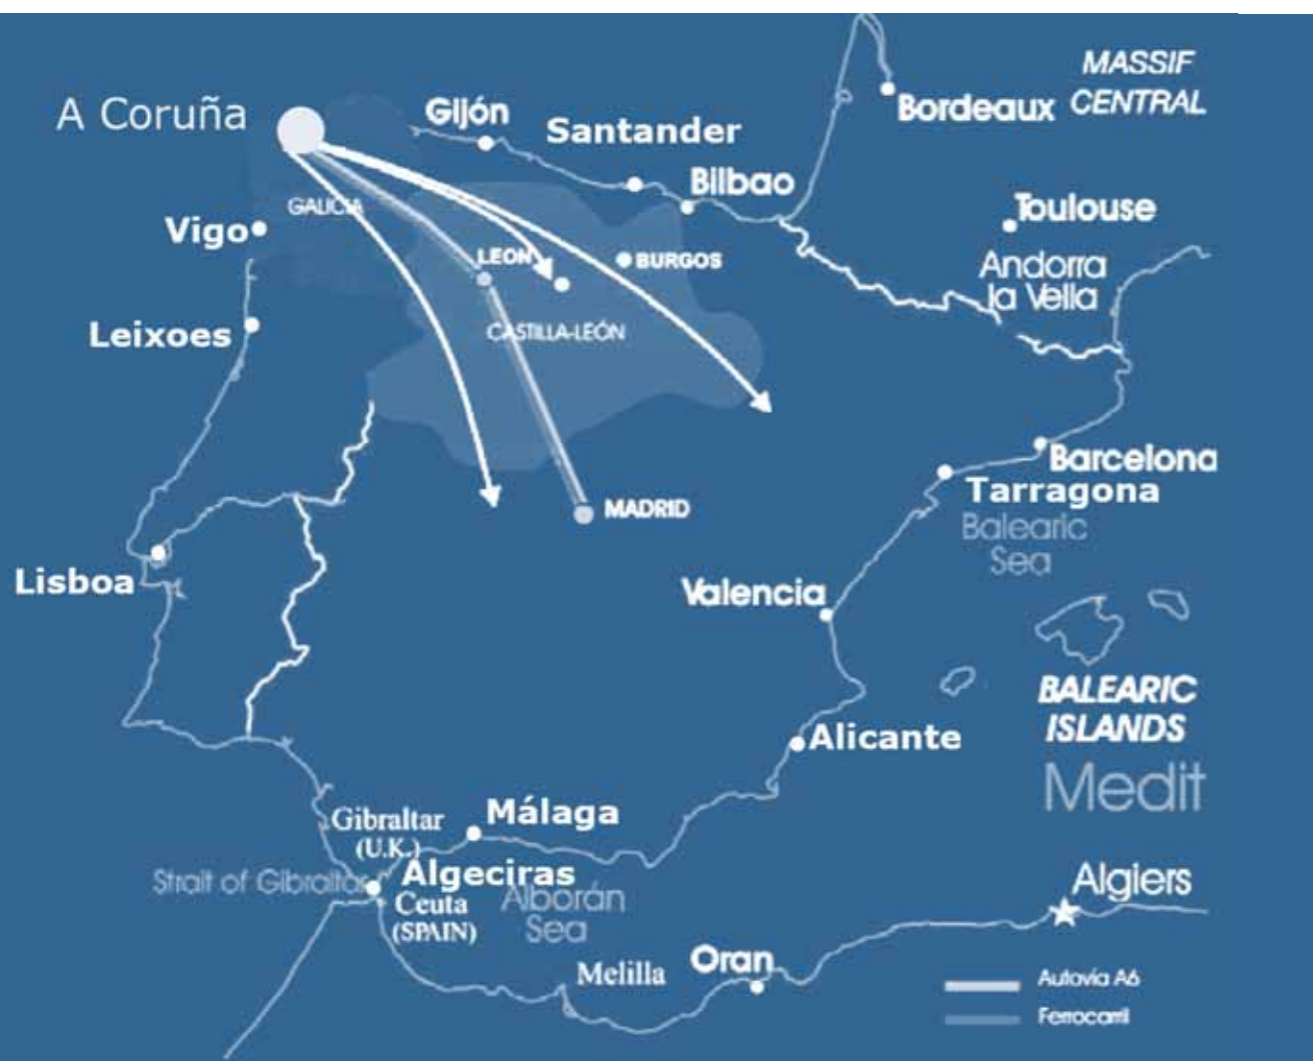 MASSIF
CENTRAL
A Coruña
Gijón
Bordeaux
Santander
Bilbao
GALICIA
Toulouse
Vigo
LEON
BURGOS
Andorra
la Vella
Leixoes
CASTILLA-LEÓN
Barcelona
Tarragona
MADRID
Balearic
Sea
Lisboa
Valencia
BALEARIC
ISLANDS
Alicante
Medit
Gibraltar
(U.K.)
Málaga
Strait of Gibraltar
Algeciras
Algiers
Ceuta
(SPAIN)
Alborán
Sea
Melilla
Oran
Autovía A6
Ferrocarril